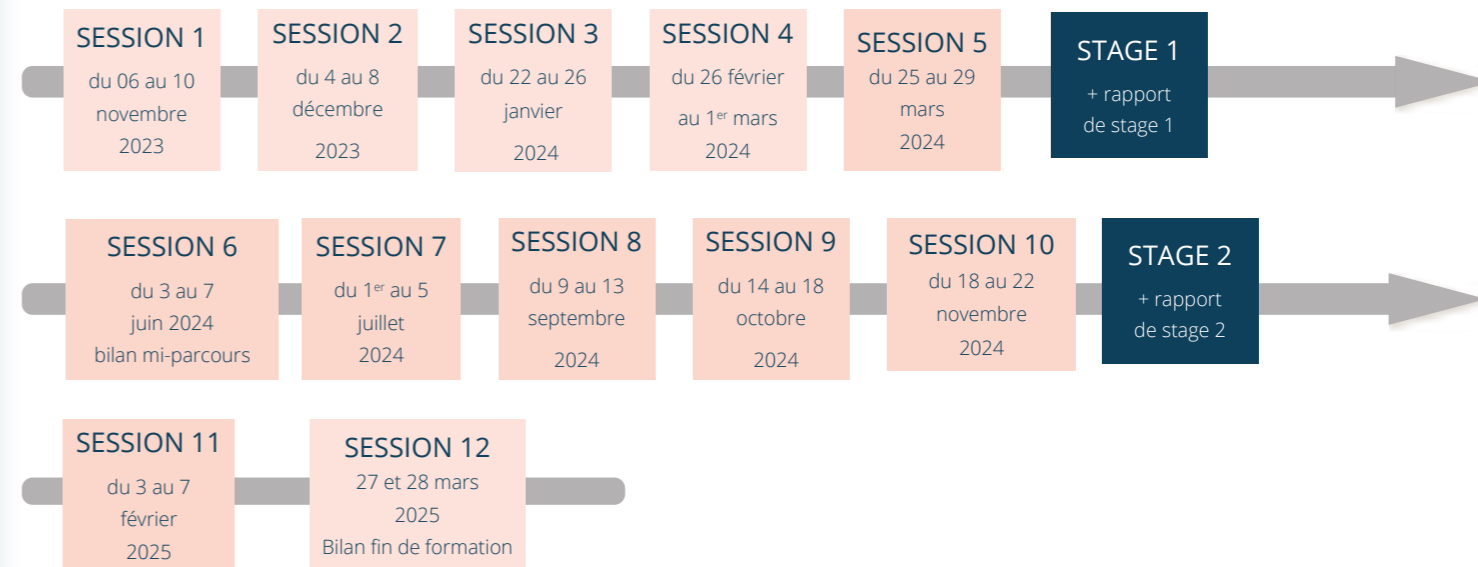 SESSION 1
du 06 au 10
novembre
2023
SESSION 2
du 4 au 8
décembre
2023
SESSION 3
du 22 au 26
janvier
2024
SESSION 4
du 26 février
au 1er mars
2024
SESSION 5
du 25 au 29
mars
2024
STAGE 1
+ rapport
de stage 1
SESSION 6
du 3 au 7
juin 2024
bilan mi-parcours
SESSION 7
du 1er au 5
juillet
2024
SESSION 8
du 9 au 13
septembre
2024
SESSION 9
du 14 au 18
octobre
2024
SESSION 10
du 18 au 22
novembre
2024
STAGE 2
+ rapport
de stage 2
SESSION 11
du 3 au 7
février
2025
SESSION 12
27 et 28 mars
2025
Bilan fin de formation